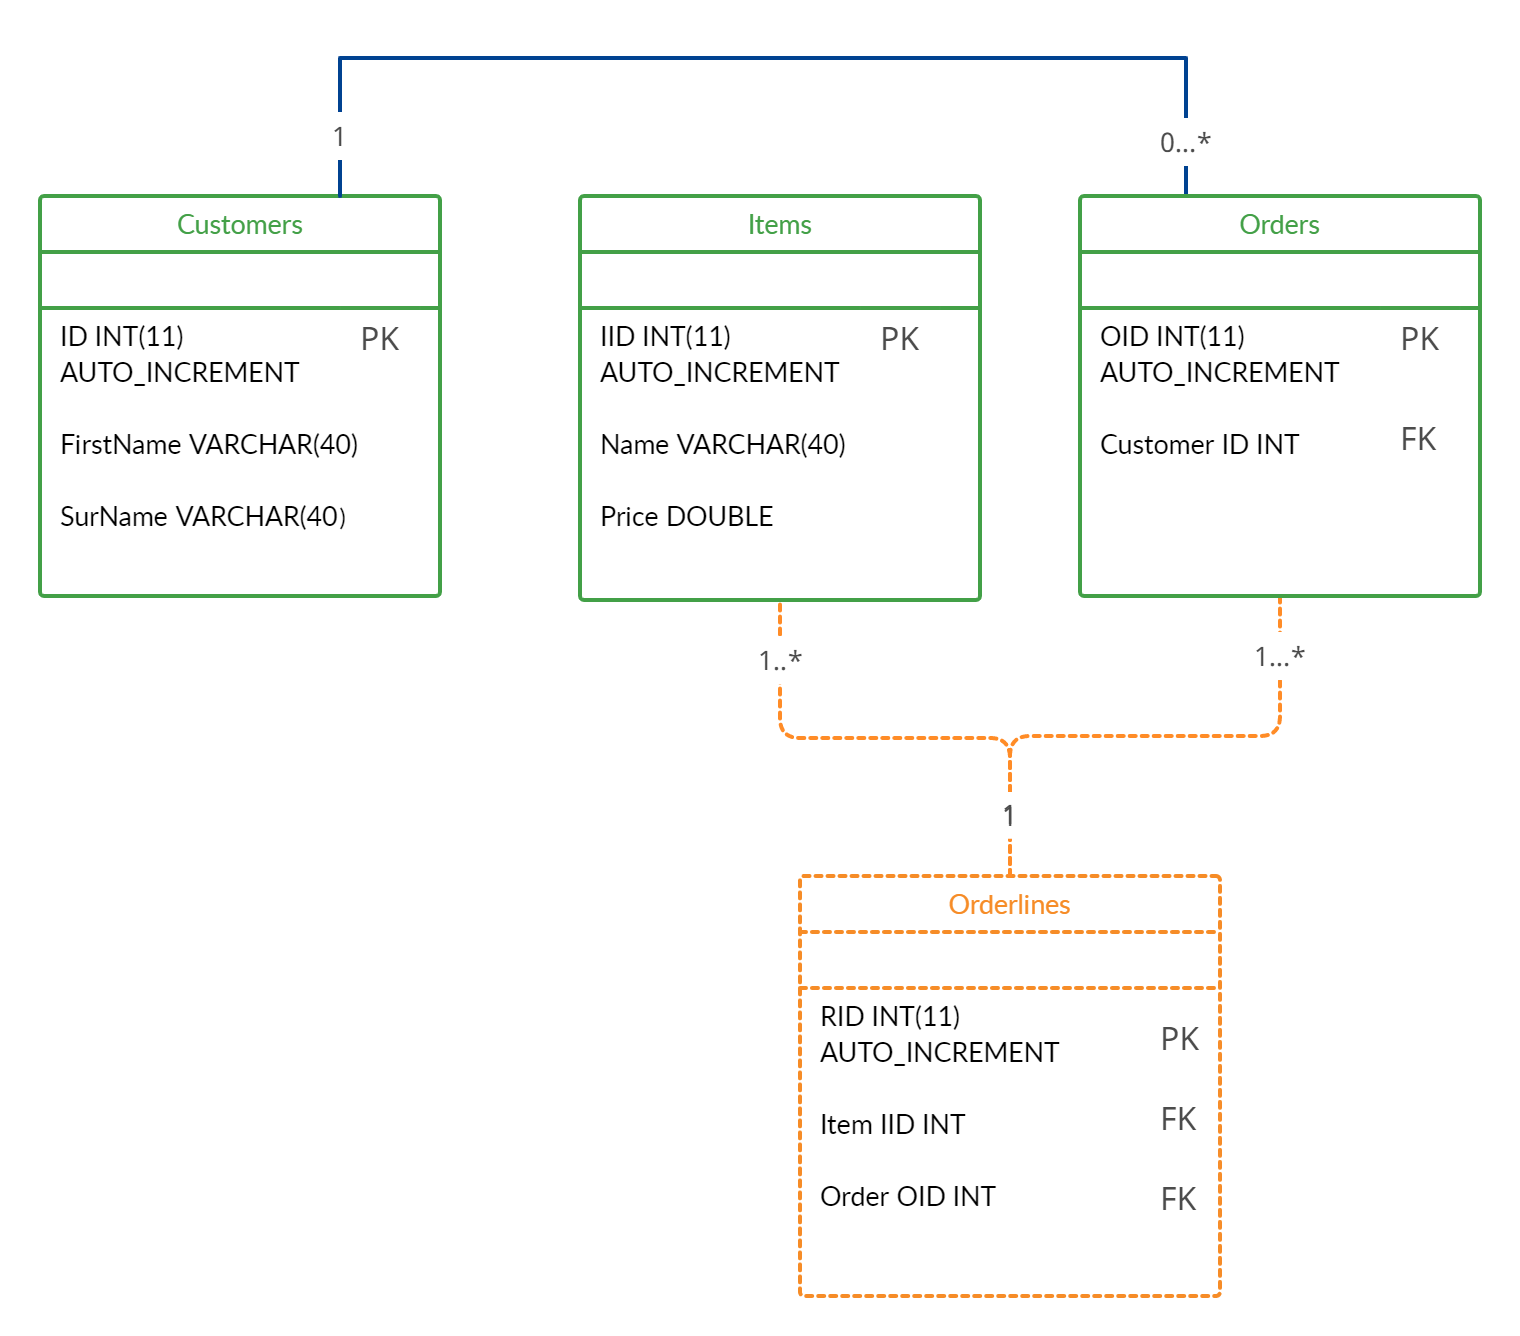 1
0...*
Customers
ID INT(11)
PK
AUTO_INCREMENT
FirstName VARCHAR(40)
SurName VARCHAR(40)
Items
IID INT(11)
PK
AUTO_INCREMENT
Name VARCHAR(40)
Price DOUBLE
Orders
OID INT(11)
PK
AUTO_INCREMENT
Customer ID INT
FK
1..*
1...*
1
Orderlines
RID INT(11)
AUTO_INCREMENT
PK
Item IID INT
FK
Order OID INT
FK